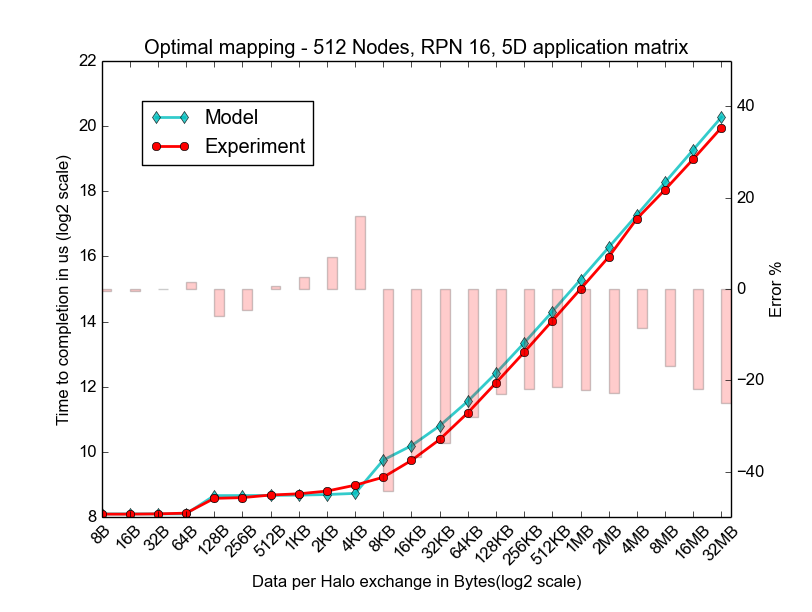 Optimal mapping - 512 Nodes, RPN 16, 5D application matrix
22
20
18
16
14
12
10
8
Time to completion in us (log2 scale)
Model
Experiment
40
20
0
−20
−40
Error %
8B
16B
32B
64B
128B
256B
512B
1KB
2KB
4KB
8KB
16KB
32KB
64KB
128KB
256KB
512KB
1MB
2MB
4MB
8MB
16MB
32MB
Data per Halo exchange in Bytes(log2 scale)